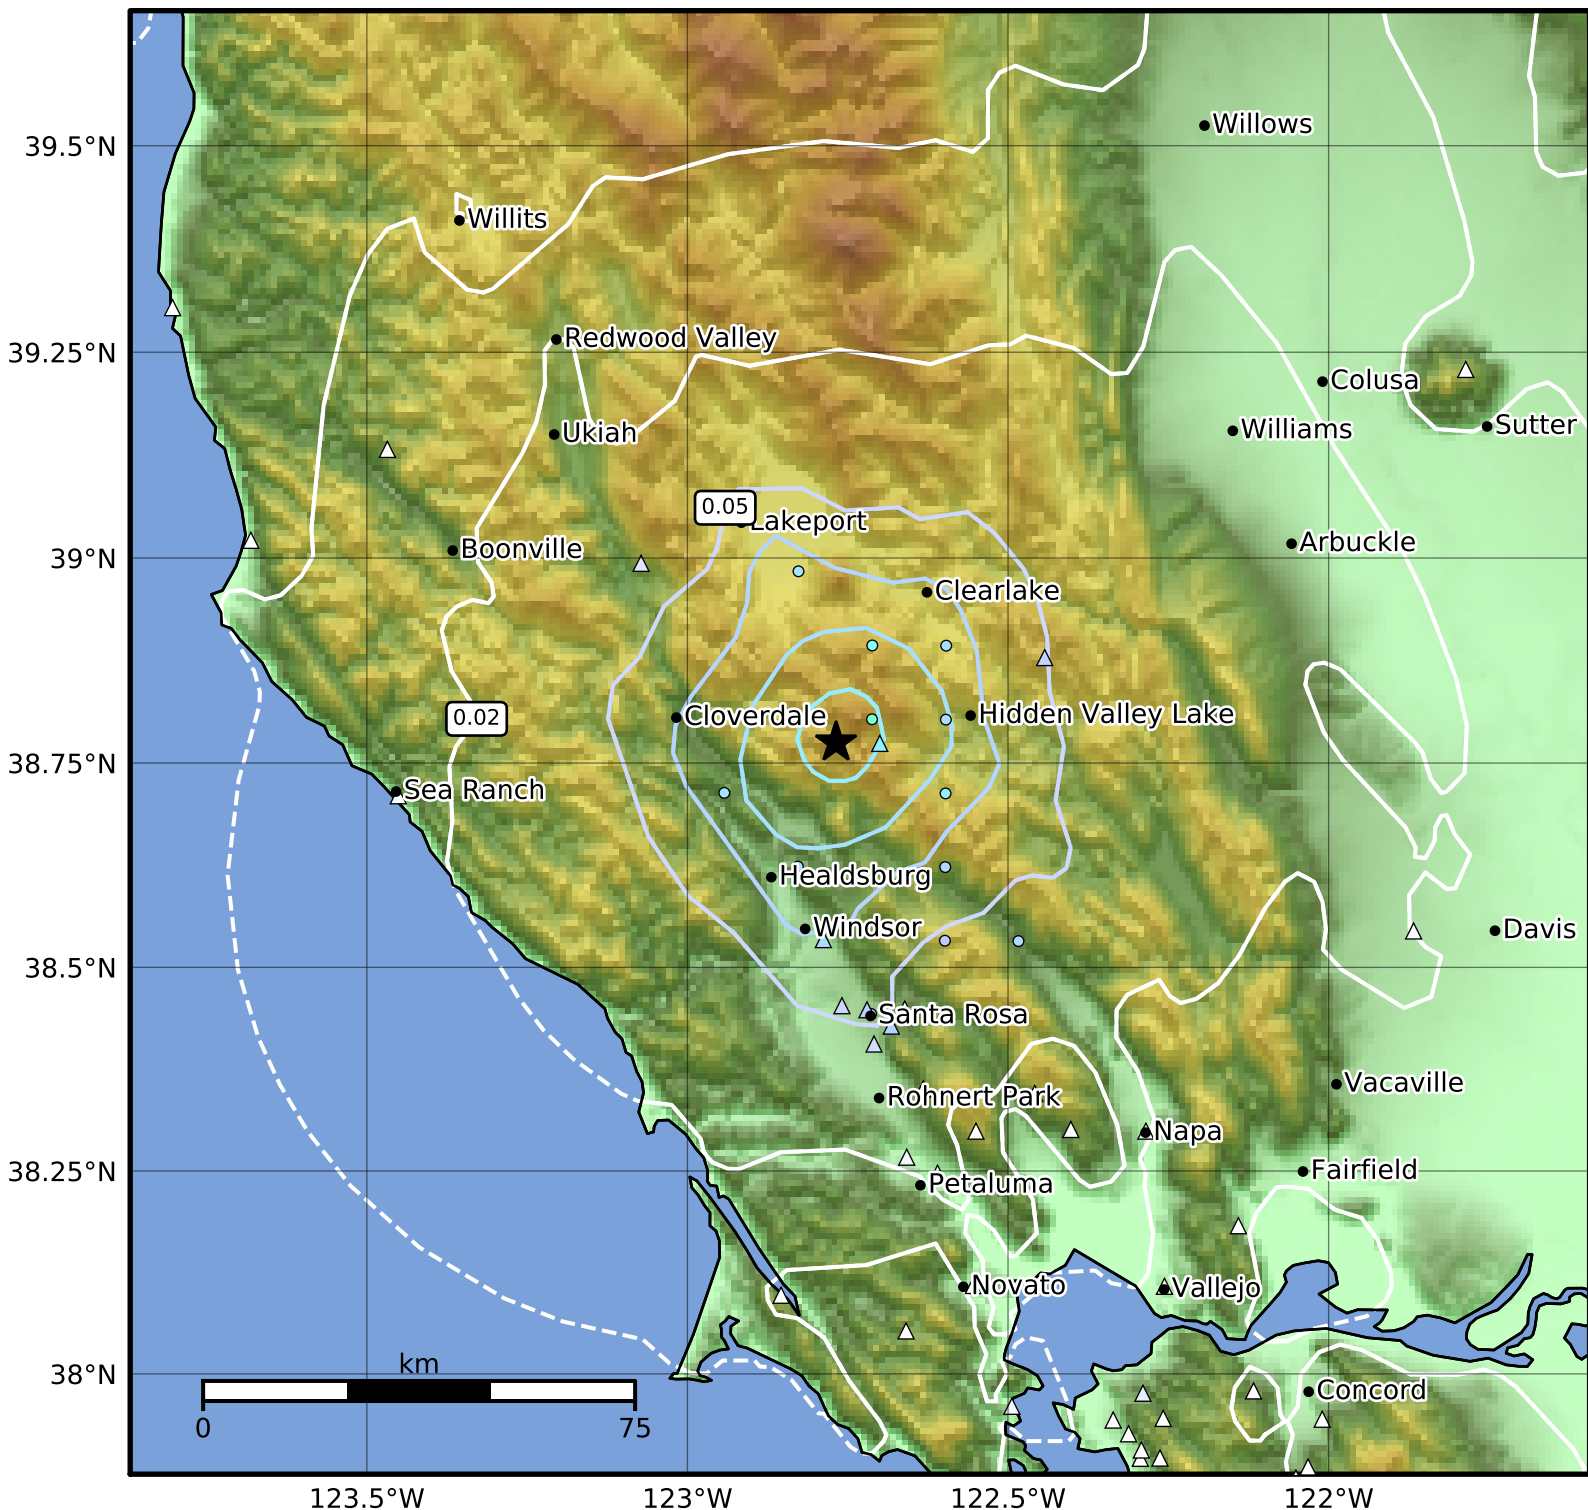 Willows
39.5°N
Willits
Redwood Valley
39.25°N
Colusa
Sutter
Ukiah
Williams
0.05
Lakeport
Arbuckle
Boonville
39°N
Clearlake
Cloverdale
Hidden Valley Lake
0.02
38.75°N
Sea Ranch
Healdsburg
Windsor
Davis
38.5°N
Santa Rosa
Vacaville
Rohnert Park
Napa
38.25°N
Fairfield
Petaluma
Novato
Vallejo
km
38°N
Concord
0
75
123.5°W
123°W
122.5°W
122°W